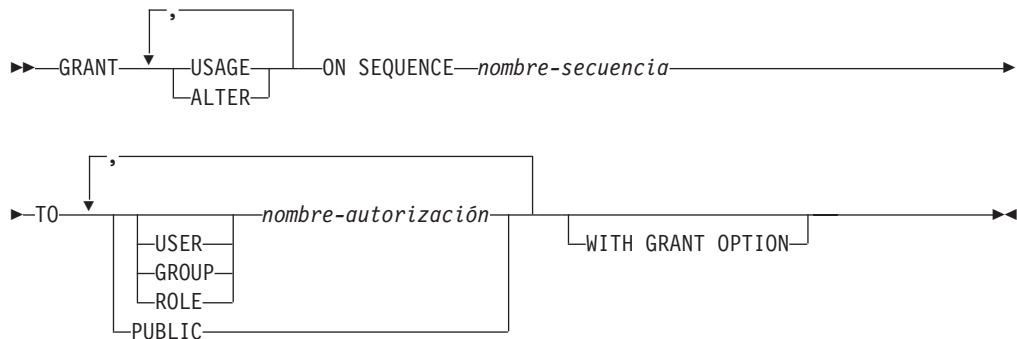 ,
GRANT USAGE ON SEQUENCE nombre-secuencia
ALTER
,
TO nombre-autorización
USER WITH GRANT OPTION
GROUP
ROLE
PUBLIC